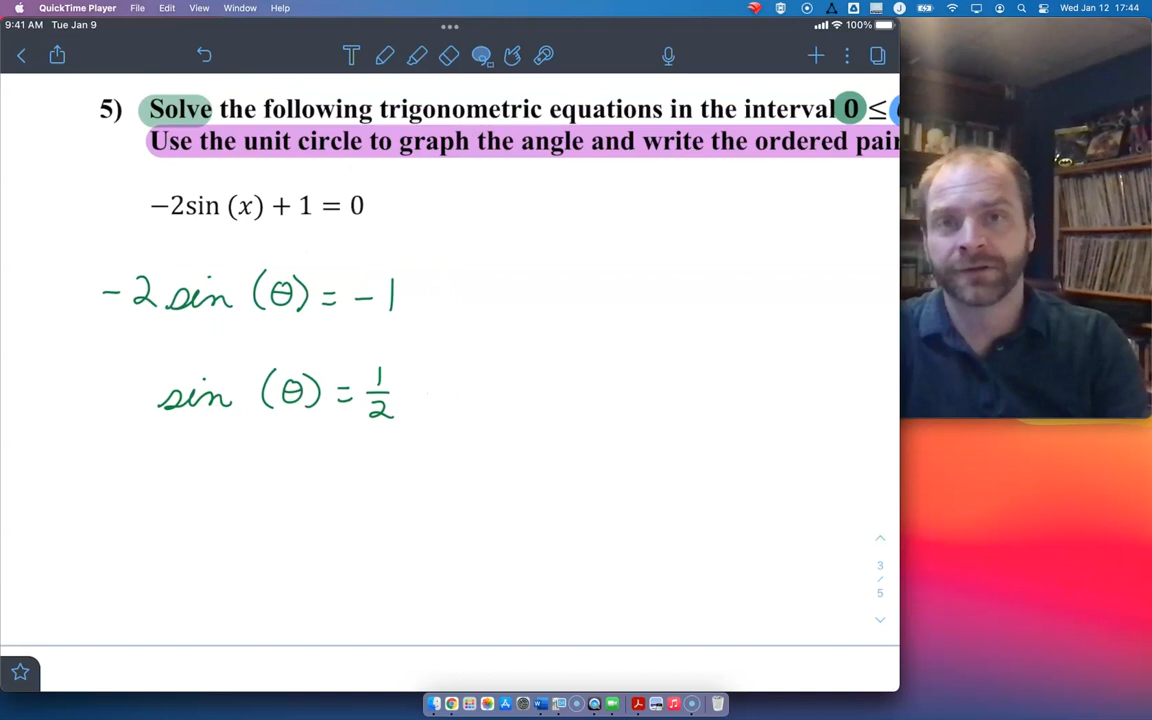 QuickTime Player File Edit View Window Help Wed Jan 12 17:44
9:41 AM Tue Jan 9 100%
5) Solve the following trigonometric equations in the interval 0 ≤
Use the unit circle to graph the angle and write the ordered pair
−2sin (x) + 1 = 0
-2 sin (θ) = -1
sin (θ) = 1/2
3
/
5